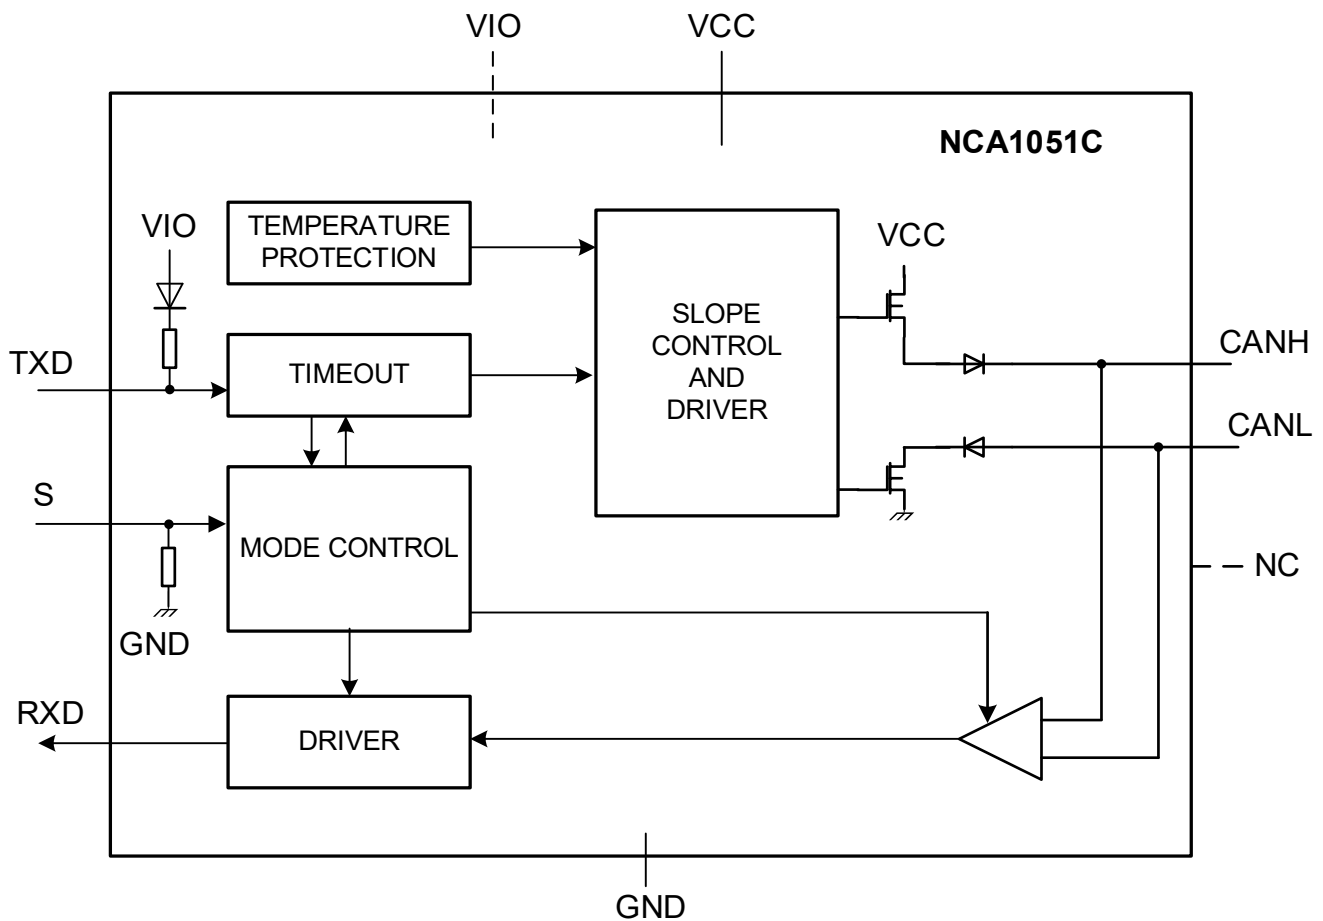 VIO
VCC
NCA1051C
VIO
TEMPERATURE
PROTECTION
VCC
SLOPE
CONTROL
AND
DRIVER
TXD
TIMEOUT
CANH
CANL
S
MODE CONTROL
NC
GND
RXD
DRIVER
GND